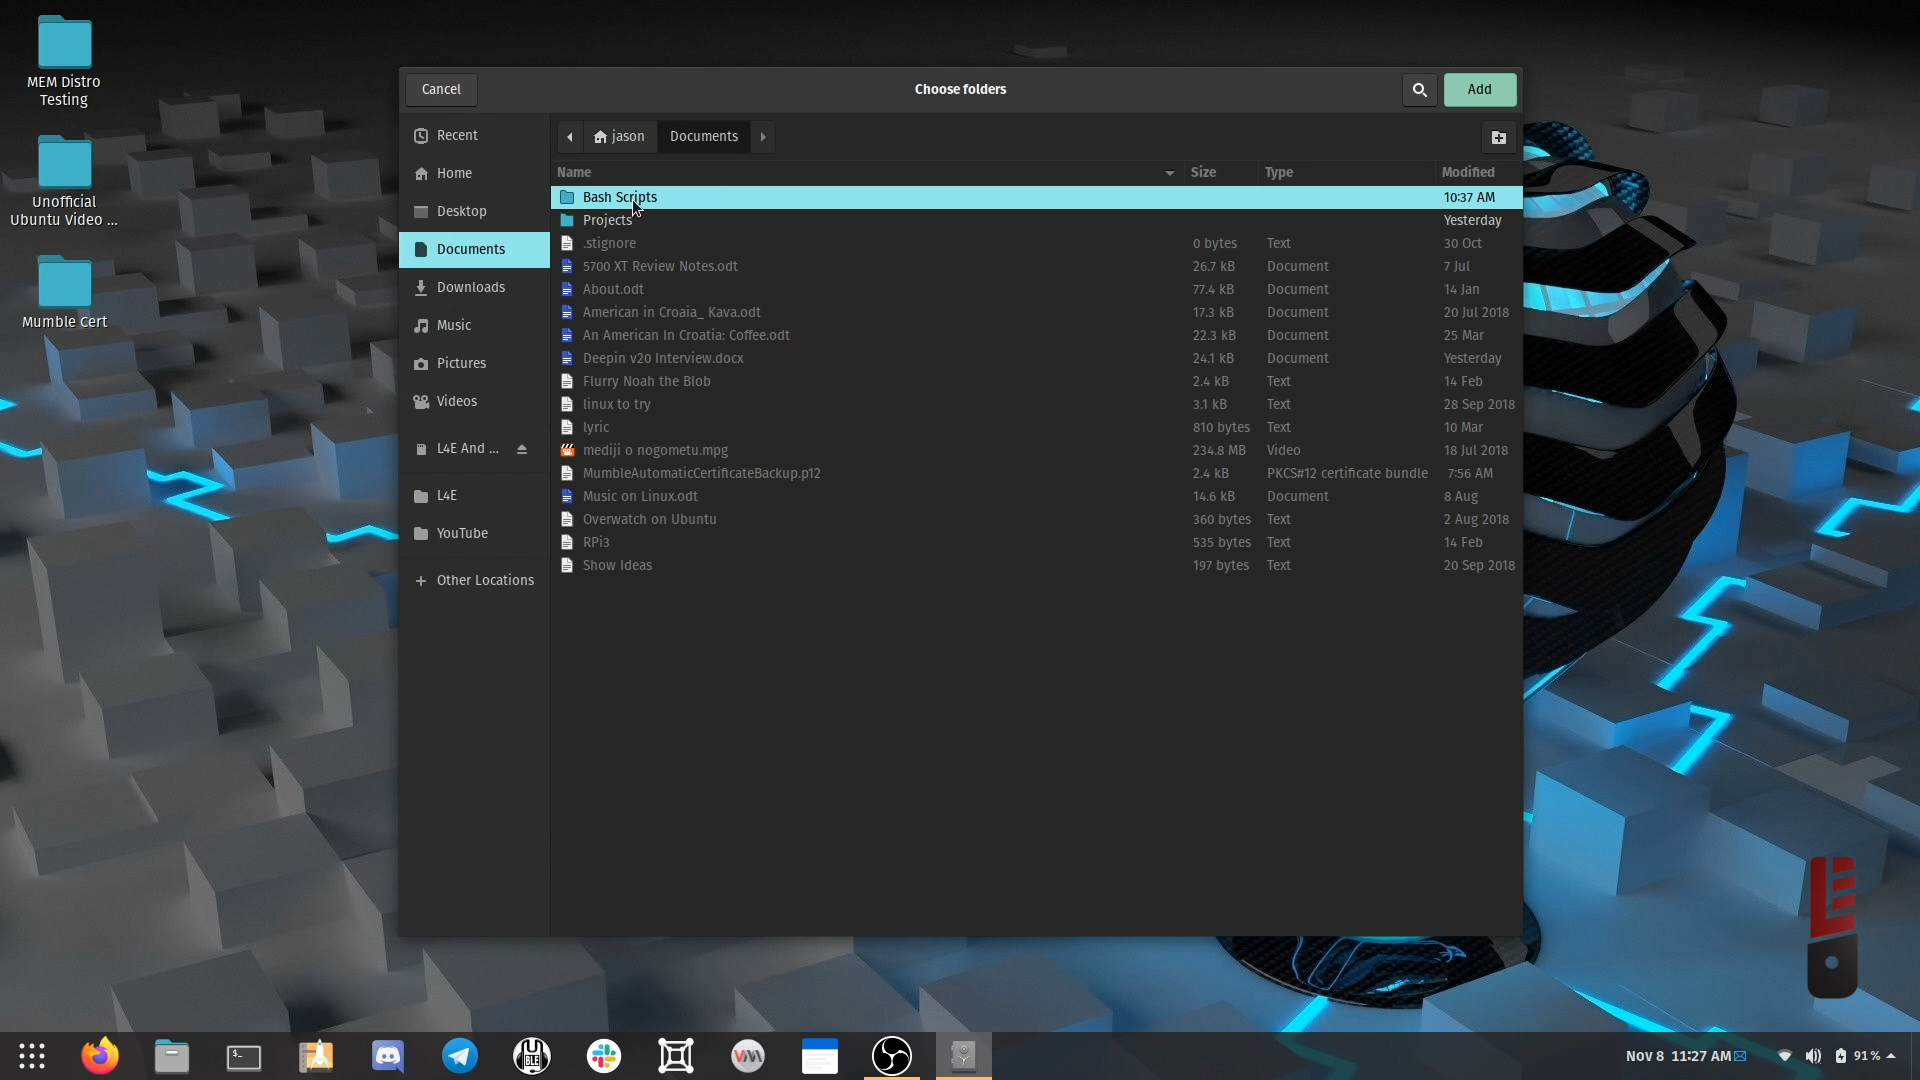 MEM Distro
Testing
Unofficial
Ubuntu Video ...
Mumble Cert
Cancel
Choose folders
Add
Recent
Home
Desktop
Documents
Downloads
Music
Pictures
Videos
L4E And ...
L4E
YouTube
Other Locations
jason
Documents
Name Size Type Modified
Bash Scripts 10:37 AM
Projects Yesterday
.stignore 0 bytes Text 30 Oct
5700 XT Review Notes.odt 26.7 kB Document 7 Jul
About.odt 77.4 kB Document 14 Jan
American in Croaia_ Kava.odt 17.3 kB Document 20 Jul 2018
An American In Croatia: Coffee.odt 22.3 kB Document 25 Mar
Deepin v20 Interview.docx 24.1 kB Document Yesterday
Flurry Noah the Blob 2.4 kB Text 14 Feb
linux to try 3.1 kB Text 28 Sep 2018
lyric 810 bytes Text 10 Mar
mediji o nogometu.mpg 234.8 MB Video 18 Jul 2018
MumbleAutomaticCertificateBackup.p12 2.4 kB PKCS#12 certificate bundle 7:56 AM
Music on Linux.odt 14.6 kB Document 8 Aug
Overwatch on Ubuntu 360 bytes Text 2 Aug 2018
RPi3 535 bytes Text 14 Feb
Show Ideas 197 bytes Text 20 Sep 2018
Nov 8 11:27 AM
91%